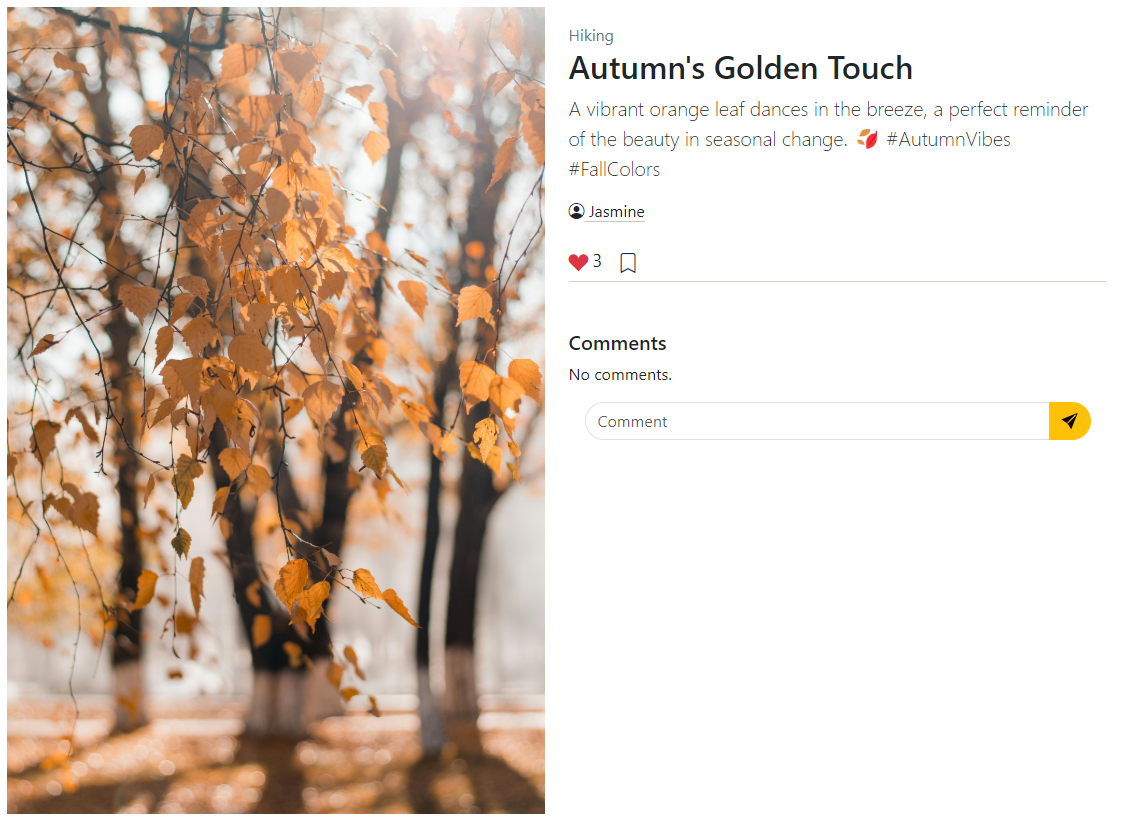 Hiking
Autumn's Golden Touch
A vibrant orange leaf dances in the breeze, a perfect reminder
of the beauty in seasonal change. 🍂 #AutumnVibes
#FallColors
Jasmine
3
Comments
No comments.
Comment